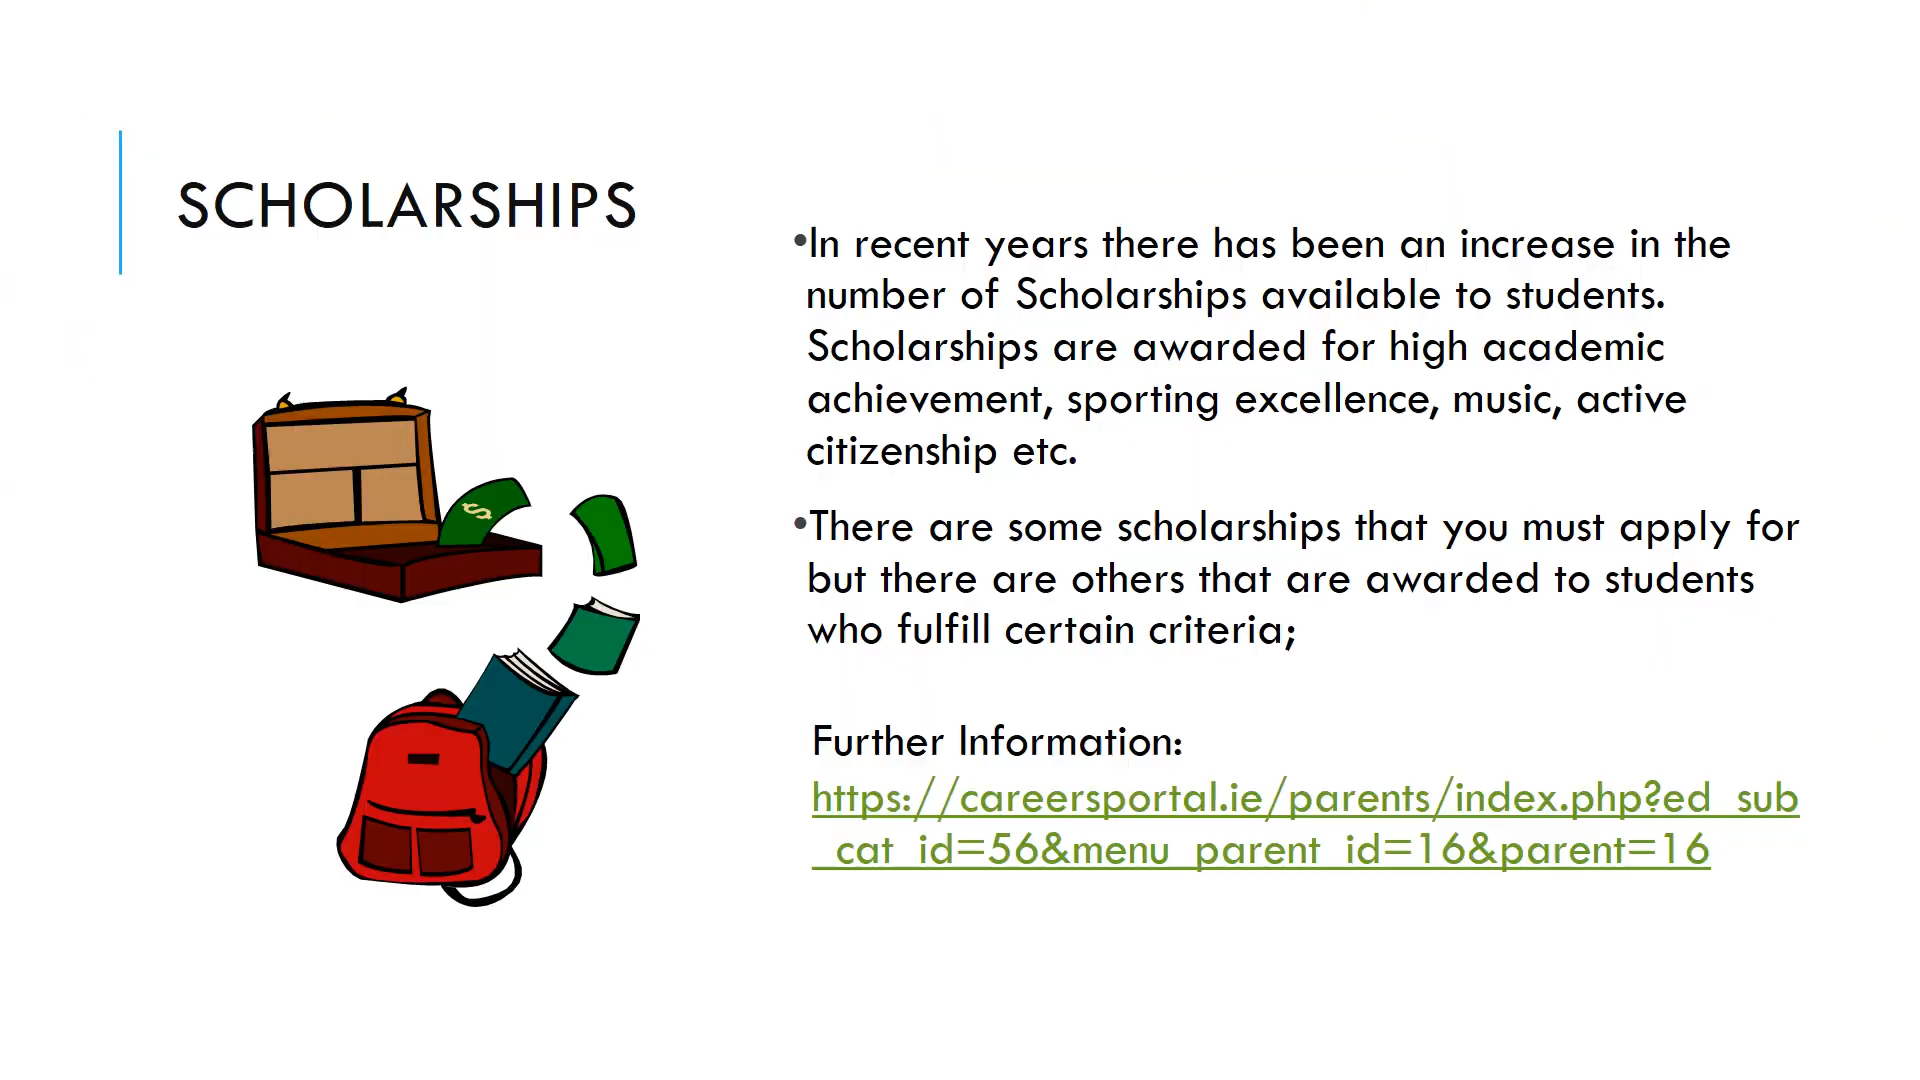 SCHOLARSHIPS
•In recent years there has been an increase in the
number of Scholarships available to students.
Scholarships are awarded for high academic
achievement, sporting excellence, music, active
citizenship etc.
•There are some scholarships that you must apply for
but there are others that are awarded to students
who fulfill certain criteria;
Further Information:
https://careersportal.ie/parents/index.php?ed_sub
_cat_id=56&menu_parent_id=16&parent=16
$